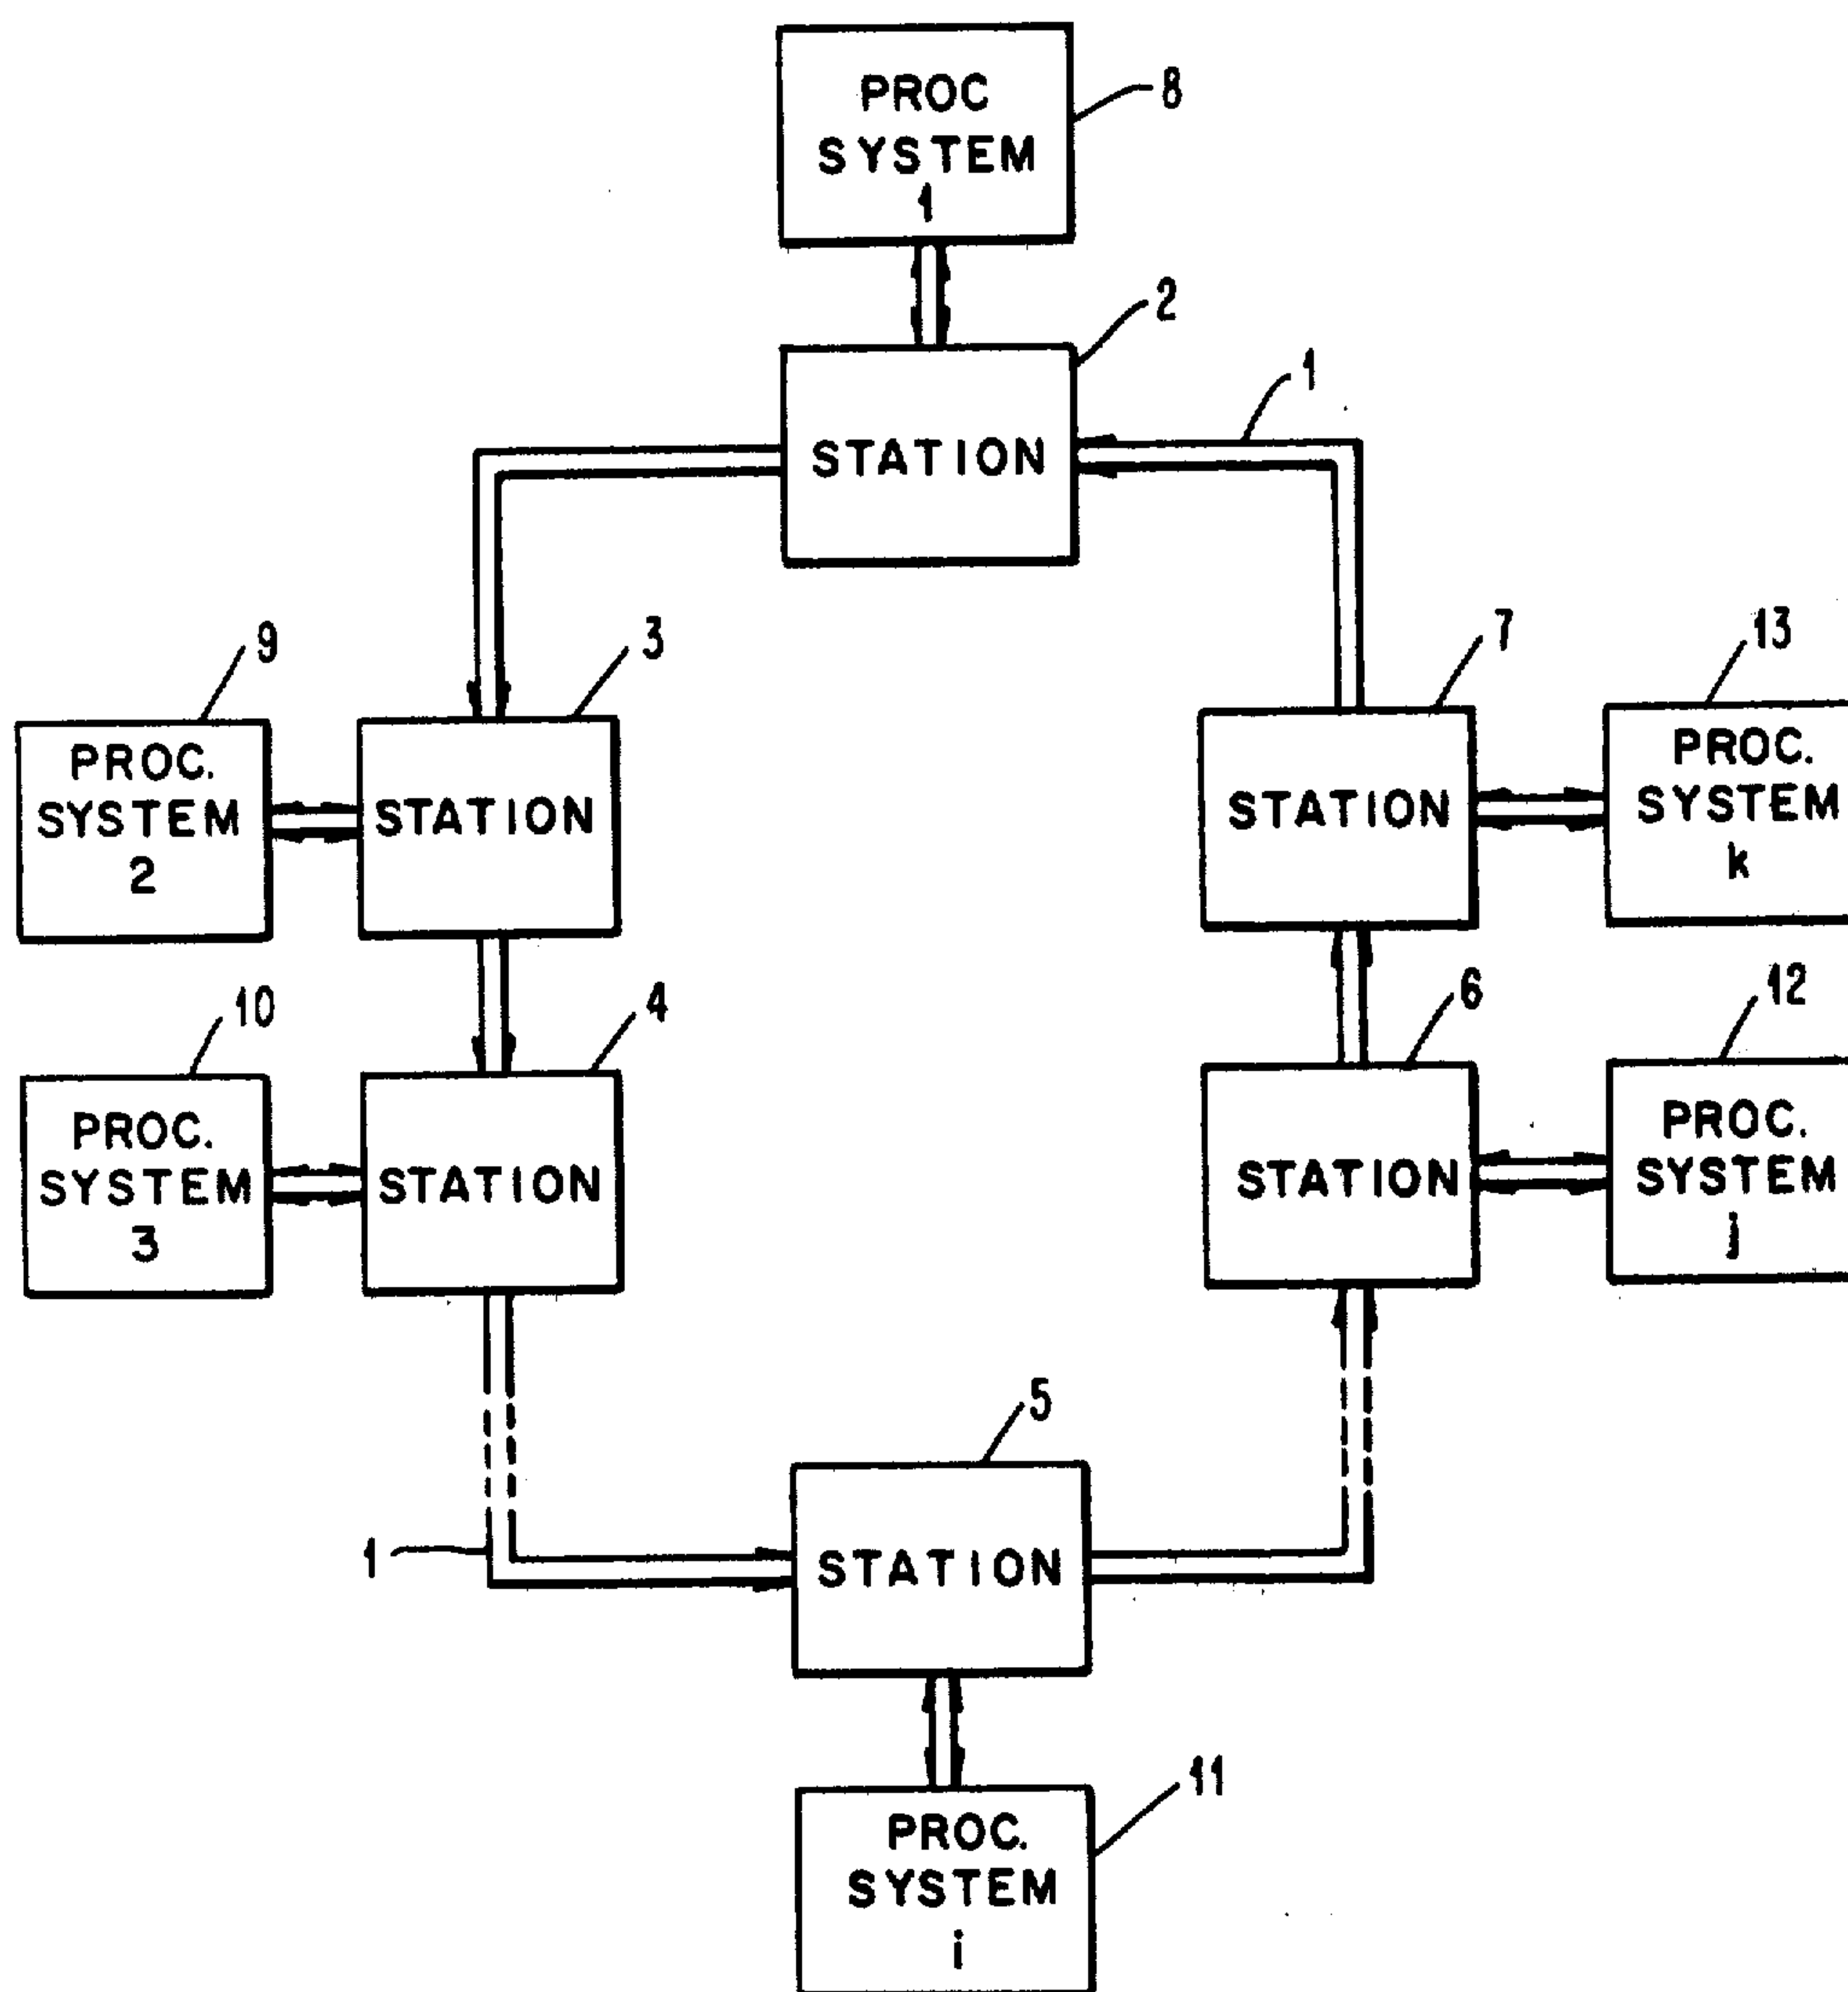 PROC
SYSTEM
1
8
STATION
2
1
9
PROC.
SYSTEM
2
3
STATION
7
STATION
13
PROC.
SYSTEM
k
10
PROC.
SYSTEM
3
4
STATION
6
STATION
12
PROC.
SYSTEM
j
1
5
STATION
PROC.
SYSTEM
i
11